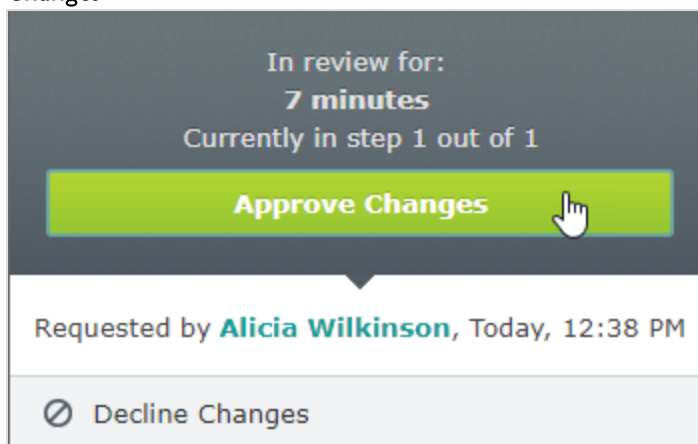 Changes
In review for:
7 minutes
Currently in step 1 out of 1
Approve Changes
Requested by Alicia Wilkinson, Today, 12:38 PM
Decline Changes